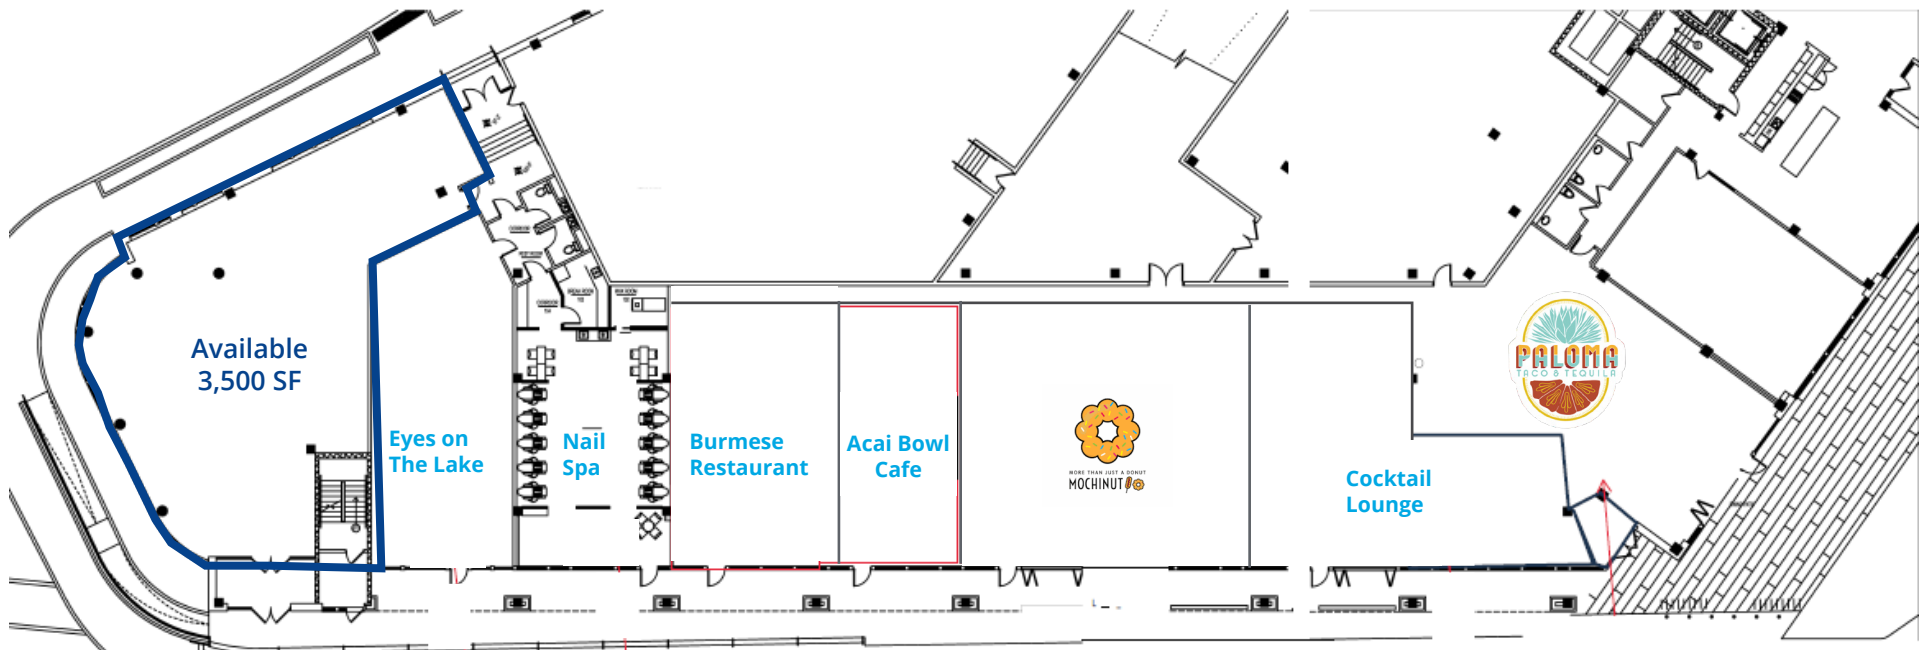 Available
3,500 SF
Eyes on
The Lake
Nail
Spa
Burmese
Restaurant
Acai Bowl
Cafe
MORE THAN JUST A DONUT
MOCHINUT
Cocktail
Lounge
PALOMA
TACO & TEQUILA